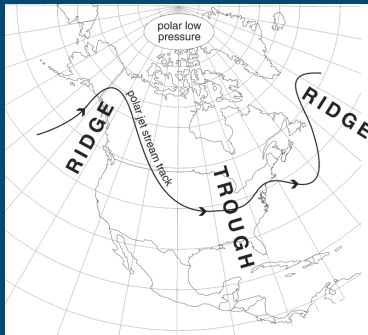 polar low
pressure
RIDGE
polar jet stream track
TROUGH
RIDGE